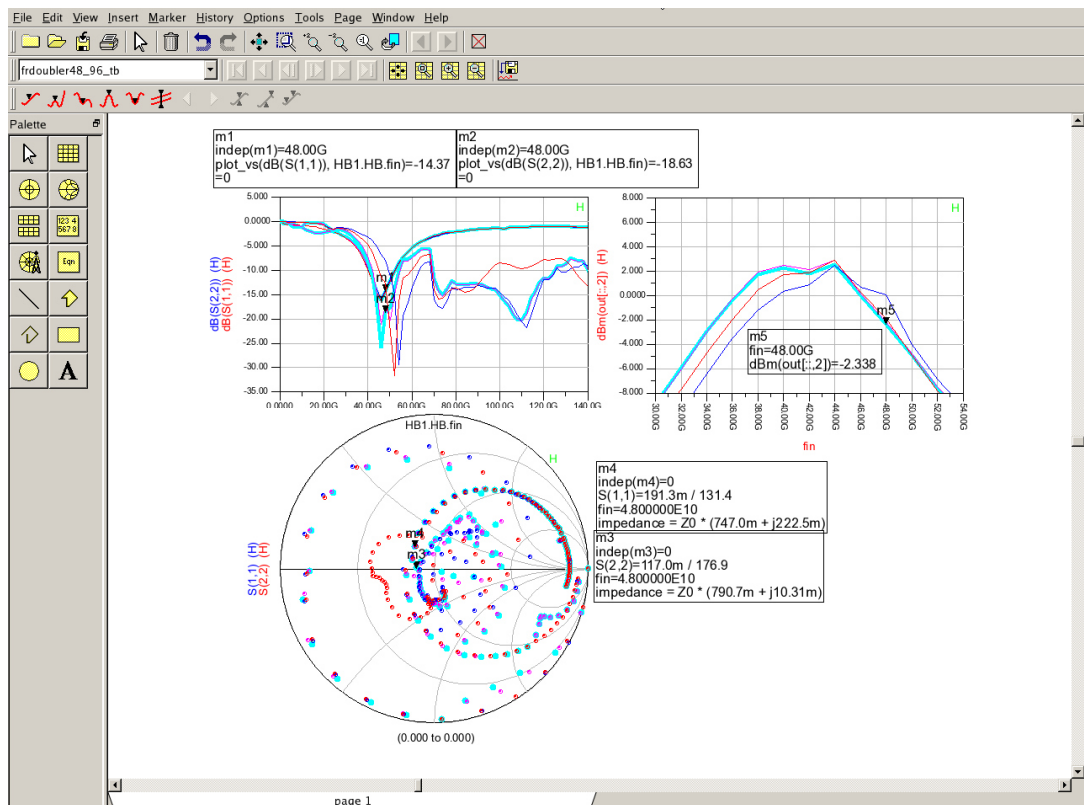 File Edit View Insert Marker History Options Tools Page Window Help
frdoubler48_96_tb
Palette
123 4
567 8
Eqn
A
m1
indep(m1)=48.00G
plot_vs(dB(S(1,1)), HB1.HB.fin)=-14.37
=0
m2
indep(m2)=48.00G
plot_vs(dB(S(2,2)), HB1.HB.fin)=-18.63
=0
5.000
0.0000
-5.000
-10.00
-15.00
-20.00
-25.00
-30.00
-35.00
dB(S(2,2)) (H)
dB(S(1,1)) (H)
H
m1
m2
0.0000 20.00G 40.00G 60.00G 80.00G 100.0G 120.0G 140.0G
HB1.HB.fin
8.000
6.000
4.000
2.000
0.0000
-2.000
-4.000
-6.000
-8.000
dBm(out[::,2]) (H)
H
m5
m5
fin=48.00G
dBm(out[::,2])=-2.338
30.00G 32.00G 34.00G 36.00G 38.00G 40.00G 42.00G 44.00G 46.00G 48.00G 50.00G 52.00G 54.00G
fin
H
S(1,1) (H)
S(2,2) (H)
m4
m3
(0.000 to 0.000)
m4
indep(m4)=0
S(1,1)=191.3m / 131.4
fin=4.800000E10
impedance = Z0 * (747.0m + j222.5m)
m3
indep(m3)=0
S(2,2)=117.0m / 176.9
fin=4.800000E10
impedance = Z0 * (790.7m + j10.31m)
page 1